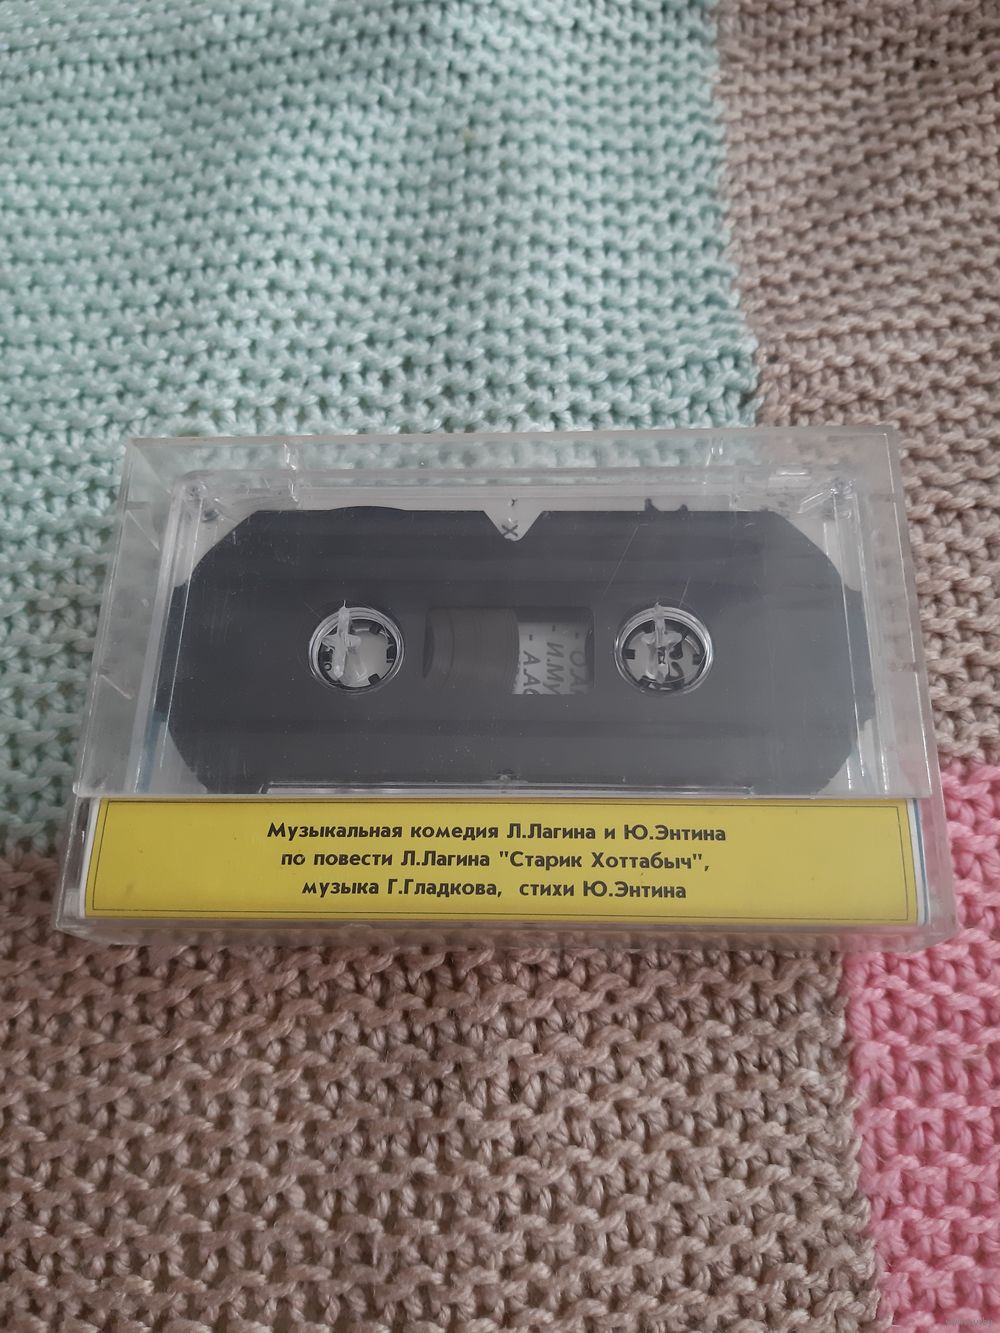 Музыкальная комедия Л.Лагина и Ю.Энтина
по повести Л.Лагина "Старик Хоттабыч",
музыка Г.Гладкова, стихи Ю.Энтина